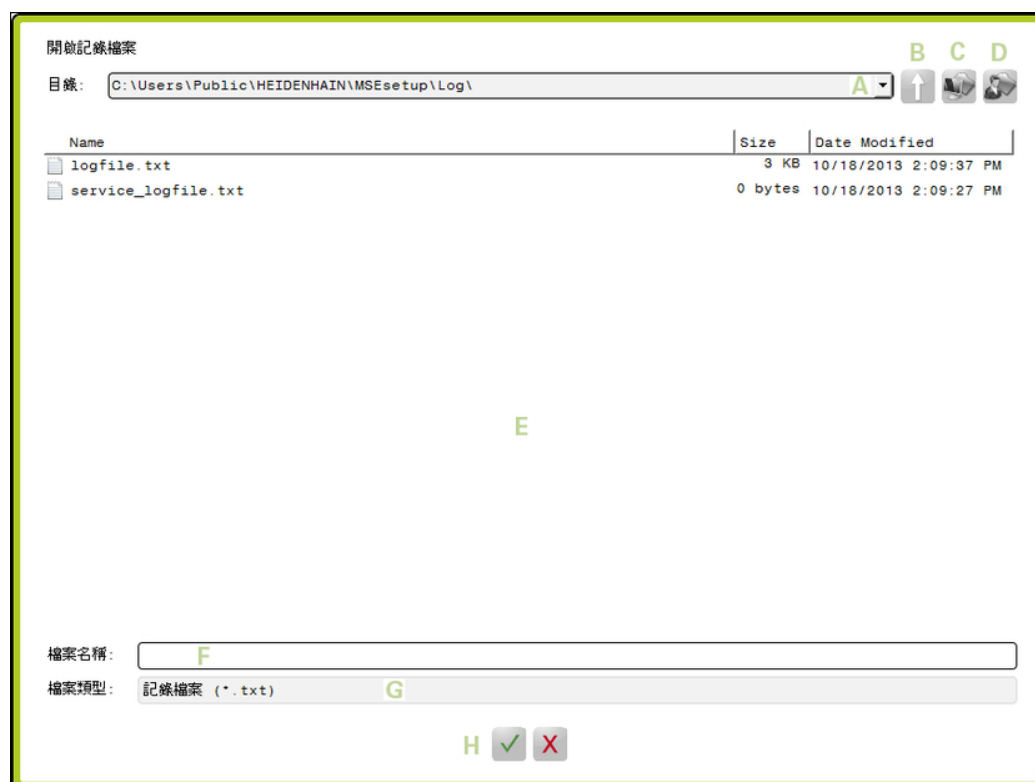 開啟記錄檔案
B C D
目錄: C:\Users\Public\HEIDENHAIN\MSEsetup\Log\ A
Name Size Date Modified
logfile.txt 3 KB 10/18/2013 2:09:37 PM
service_logfile.txt 0 bytes 10/18/2013 2:09:27 PM
E
檔案名稱: F
檔案類型: 記錄檔案 (*.txt) G
H